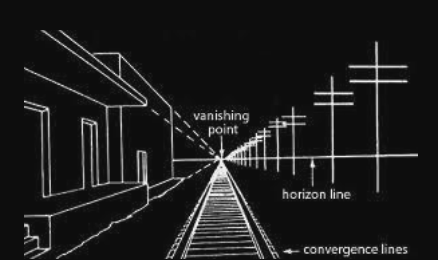 vanishing
point
horizon line
convergence lines